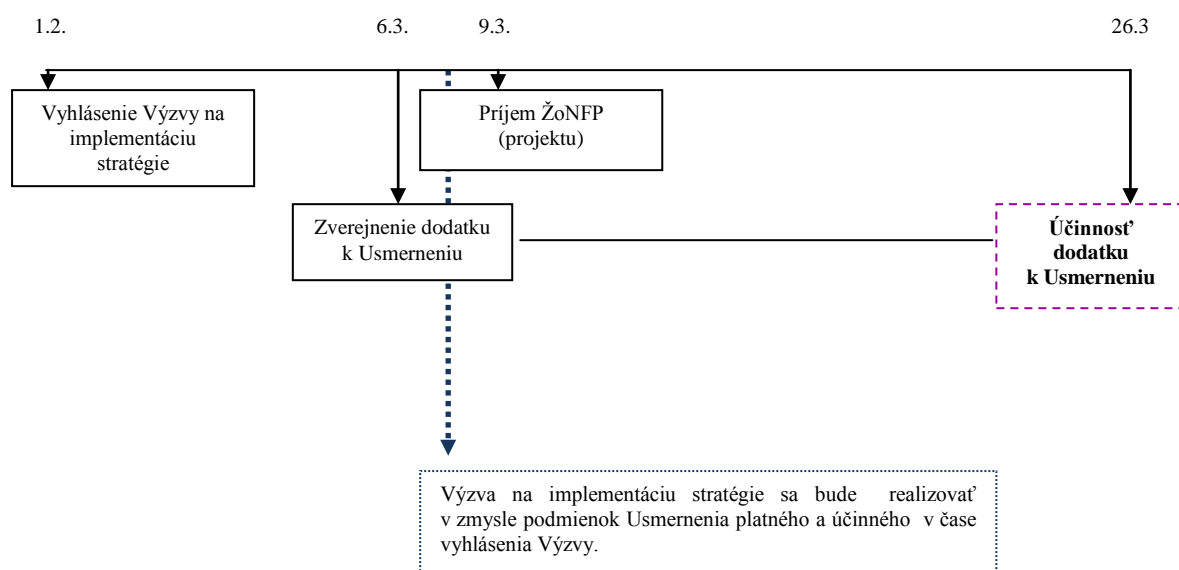 1.2. 6.3. 9.3. 26.3
Vyhlásenie Výzvy na
implementáciu
stratégie
Príjem ŽoNFP
(projektu)
Zverejnenie dodatku
k Usmerneniu
Účinnosť
dodatku
k Usmerneniu
Výzva na implementáciu stratégie sa bude realizovať
v zmysle podmienok Usmernenia platného a účinného v čase
vyhlásenia Výzvy.